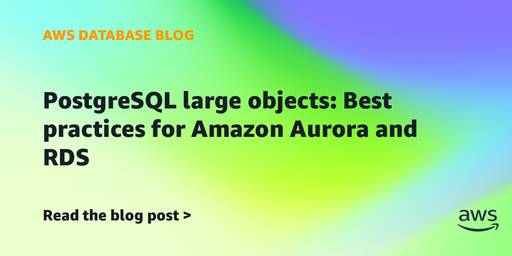 AWS DATABASE BLOG
PostgreSQL large objects: Best
practices for Amazon Aurora and
RDS
Read the blog post >
aws